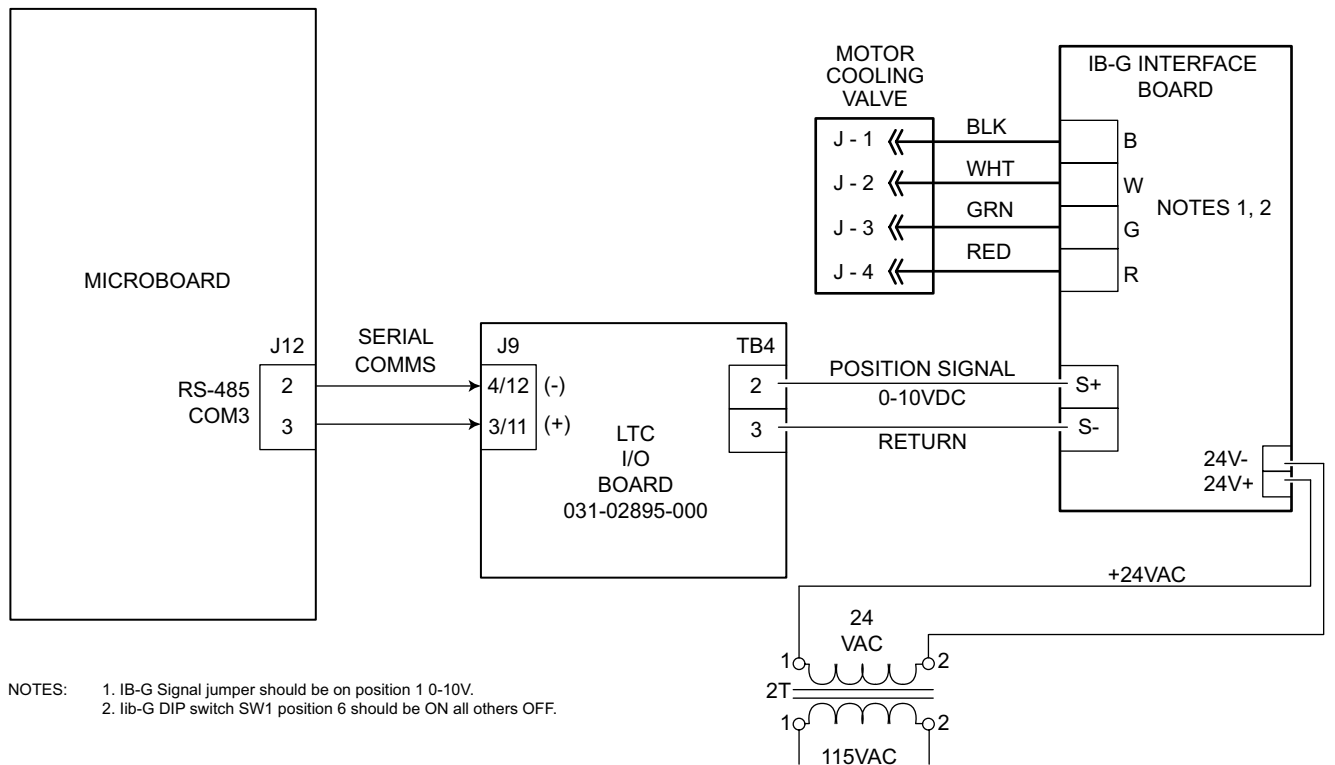 MOTOR
COOLING
VALVE
J - 1
J - 2
J - 3
J - 4
BLK
WHT
GRN
RED
IB-G INTERFACE
BOARD
B
W
G
R
NOTES 1, 2
MICROBOARD
J12
RS-485
COM3
2
3
SERIAL
COMMS
J9
4/12 (-)
3/11 (+)
LTC
I/O
BOARD
031-02895-000
TB4
2
3
POSITION SIGNAL
0-10VDC
RETURN
S+
S-
24V-
24V+
+24VAC
24
VAC
1
2
2T
1
2
115VAC
NOTES: 1. IB-G Signal jumper should be on position 1 0-10V.
2. Iib-G DIP switch SW1 position 6 should be ON all others OFF.